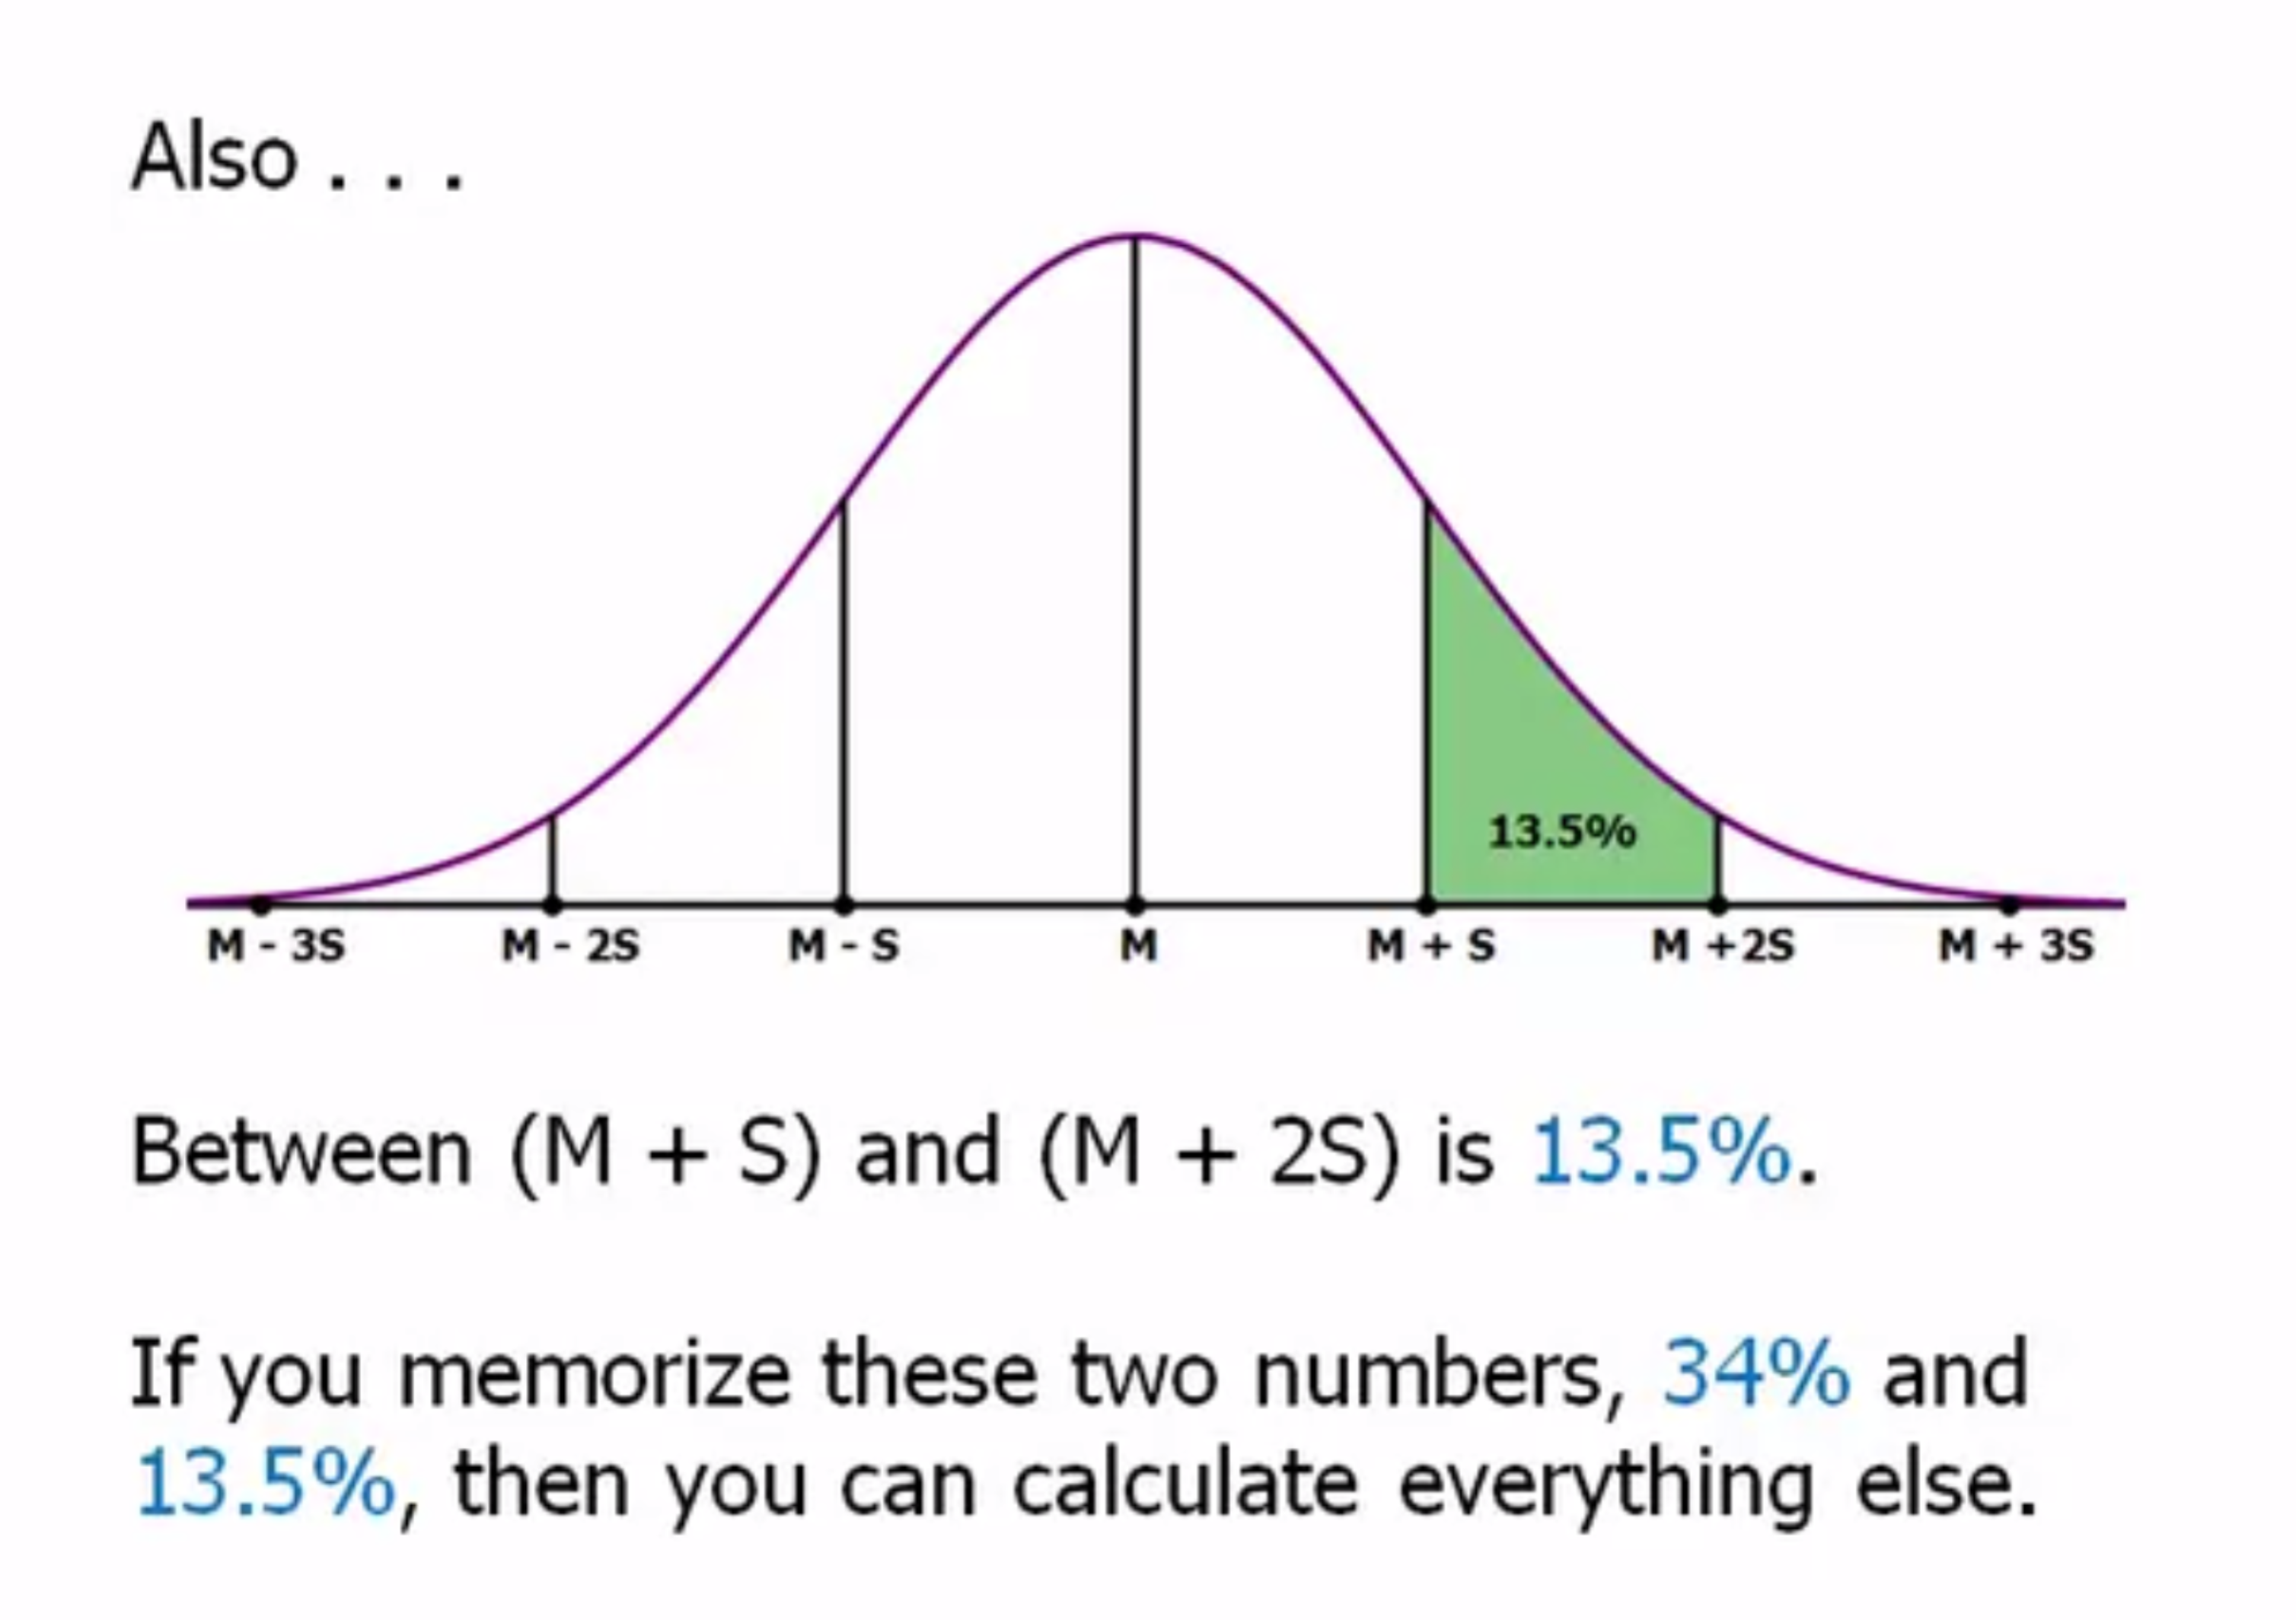 Also . . .
13.5%
M - 3S
M - 2S
M - S
M
M + S
M +2S
M + 3S
Between (M + S) and (M + 2S) is 13.5%.
If you memorize these two numbers, 34% and
13.5%, then you can calculate everything else.